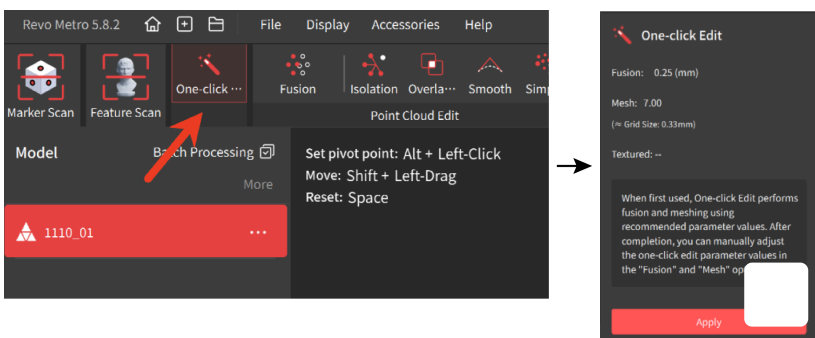 Revo Metro 5.8.2 File Display Accessories Help
Marker Scan Feature Scan One-click ··· Fusion Isolation Overla··· Smooth
Point Cloud Edit
Model Batch Processing
More
1110_01 ···
Set pivot point: Alt + Left-Click
Move: Shift + Left-Drag
Reset: Space
One-click Edit
Fusion: 0.25 (mm)
Mesh: 7.00
(≈ Grid Size: 0.33mm)
Textured: --
When first used, One-click Edit performs
fusion and meshing using
recommended parameter values. After
completion, you can manually adjust
the one-click edit parameter values in
the "Fusion" and "Mesh"
Apply